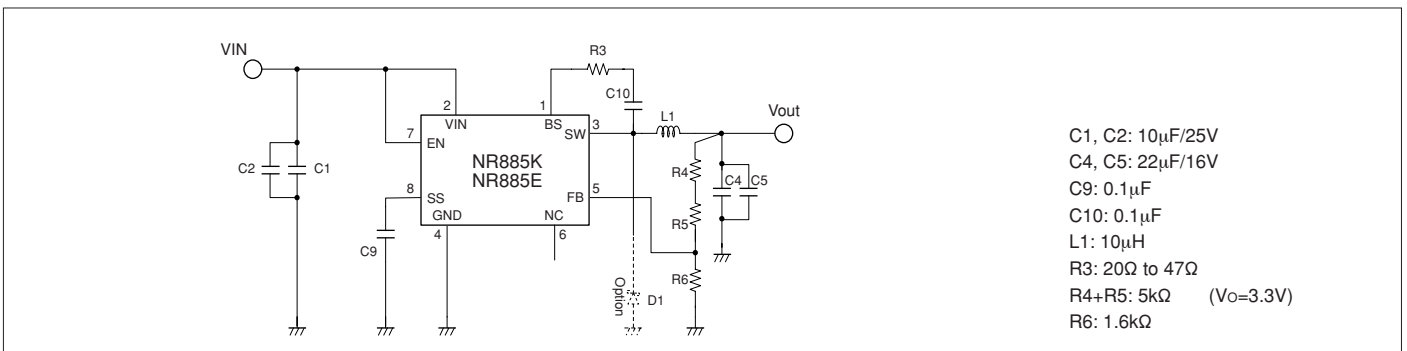 VIN
R3
C10
L1
Vout
2
VIN
1
BS
SW
3
7
EN
NR885K
NR885E
C2
C1
8
SS
FB
5
GND
NC
4
6
C9
R4
C4
C5
R5
R6
Option
D1
C1, C2: 10μF/25V
C4, C5: 22μF/16V
C9: 0.1μF
C10: 0.1μF
L1: 10μH
R3: 20Ω to 47Ω
R4+R5: 5kΩ (VO=3.3V)
R6: 1.6kΩ